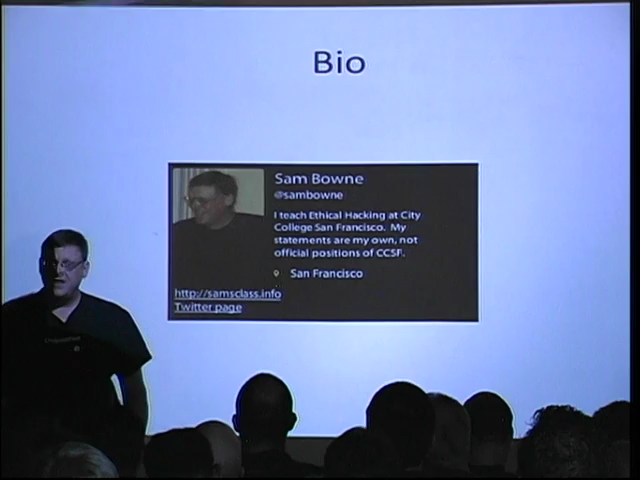 Bio
Sam Bowne
@sambowne
I teach Ethical Hacking at City
College San Francisco. My
statements are my own, not
official positions of CCSF.
San Francisco
http://samsclass.info
Twitter page